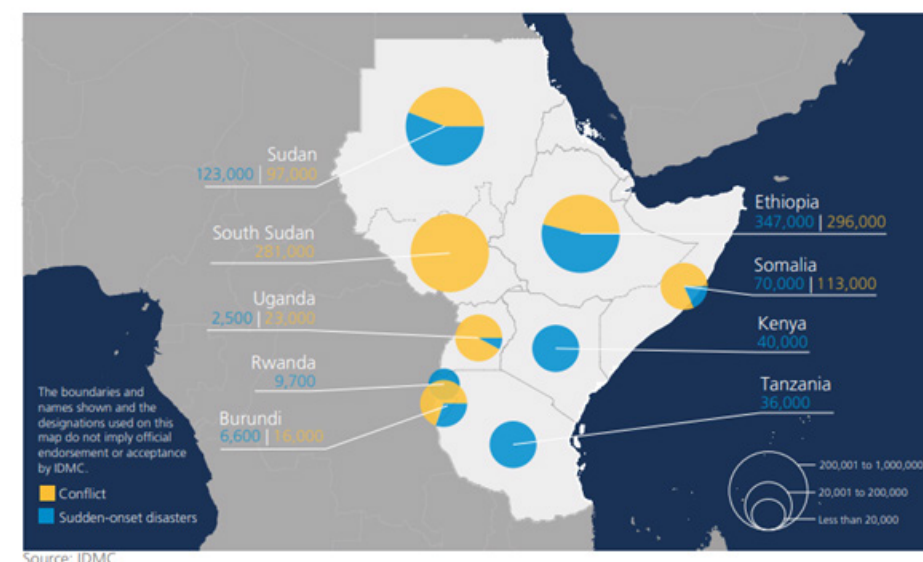 Sudan
123,000 | 97,000
South Sudan
281,000
Uganda
2,500 | 23,000
Rwanda
9,700
Burundi
6,600 | 16,000
Ethiopia
347,000 | 296,000
Somalia
70,000 | 113,000
Kenya
40,000
Tanzania
36,000
The boundaries and
names shown and the
designations used on this
map do not imply official
endorsement or acceptance
by IDMC.
Conflict
Sudden-onset disasters
200,001 to 1,000,000
20,001 to 200,000
Less than 20,000
Source: IDMC